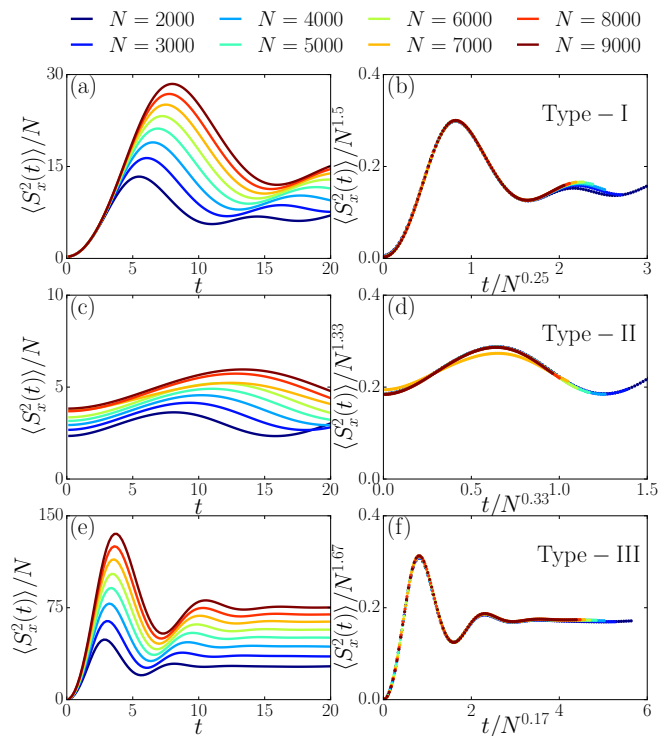 N = 2000 N = 4000 N = 6000 N = 8000
N = 3000 N = 5000 N = 7000 N = 9000
(a)
⟨S_x^2(t)⟩/N
30
15
0
0 5 10 15 20
t
(b)
Type − I
⟨S_x^2(t)⟩/N^{1.5}
0.4
0.2
0.0
0 1 2 3
t/N^{0.25}
(c)
⟨S_x^2(t)⟩/N
10
5
0
0 5 10 15 20
t
(d)
Type − II
⟨S_x^2(t)⟩/N^{1.33}
0.4
0.2
0.0
0.0 0.5 1.0 1.5
t/N^{0.33}
(e)
⟨S_x^2(t)⟩/N
150
75
0
0 5 10 15 20
t
(f)
Type − III
⟨S_x^2(t)⟩/N^{1.67}
0.4
0.2
0.0
0 1 2 3 4 5 6
t/N^{0.17}